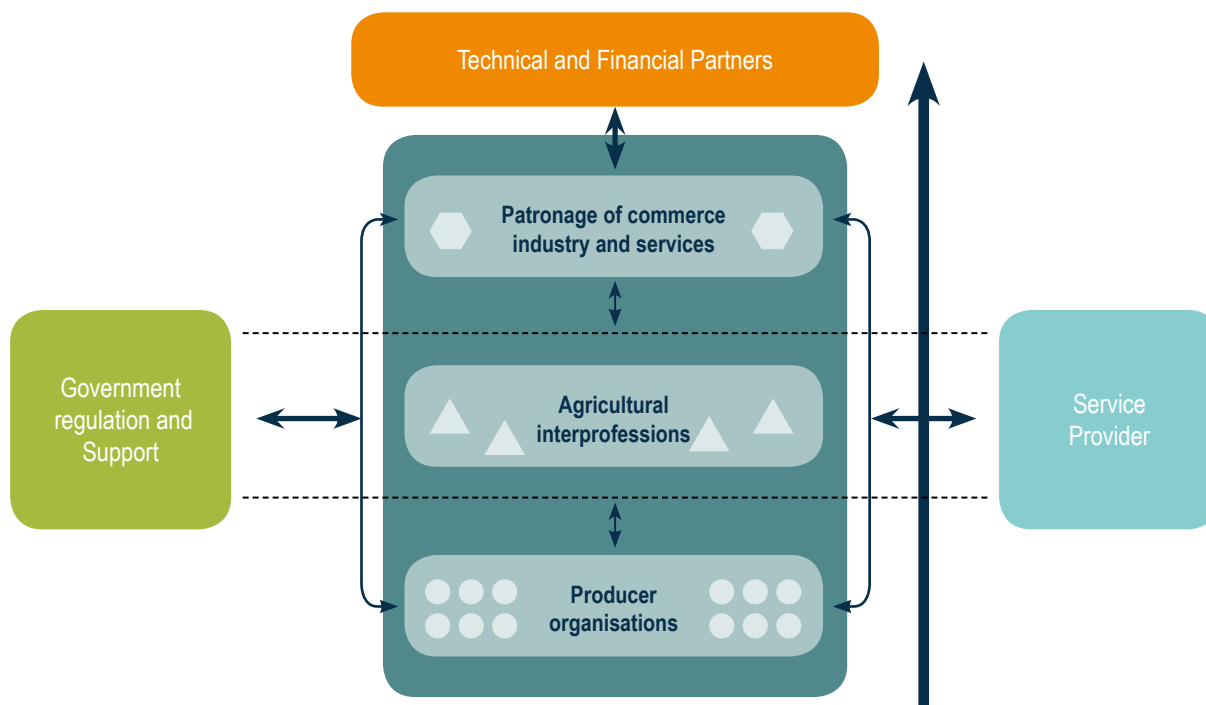 Technical and Financial Partners
Patronage of commerce
industry and services
Government
regulation and
Support
Agricultural
interprofessions
Service
Provider
Producer
organisations